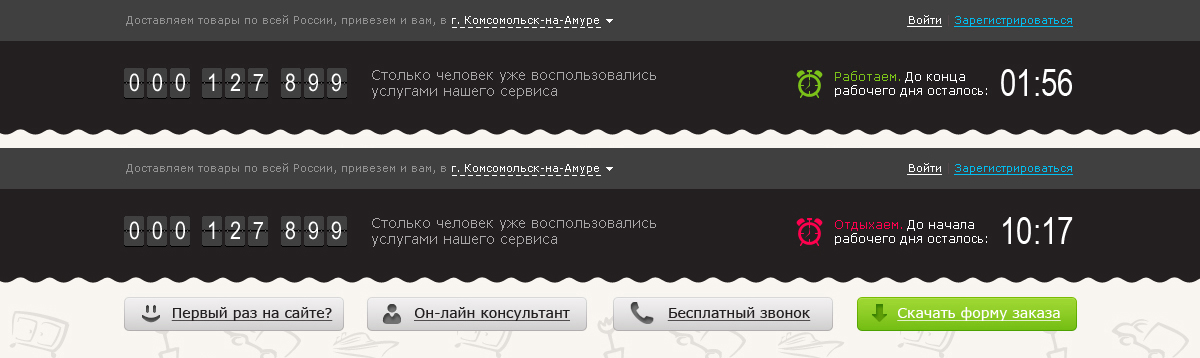 Доставляем товары по всей России, привезем и вам, в г. Комсомольск-на-Амуре
Войти | Зарегистрироваться
000 127 899
Столько человек уже воспользовались
услугами нашего сервиса
Работаем. До конца
рабочего дня осталось:
01:56
Доставляем товары по всей России, привезем и вам, в г. Комсомольск-на-Амуре
Войти | Зарегистрироваться
000 127 899
Столько человек уже воспользовались
услугами нашего сервиса
Отдыхаем. До начала
рабочего дня осталось:
10:17
Первый раз на сайте?
Он-лайн консультант
Бесплатный звонок
Скачать форму заказа